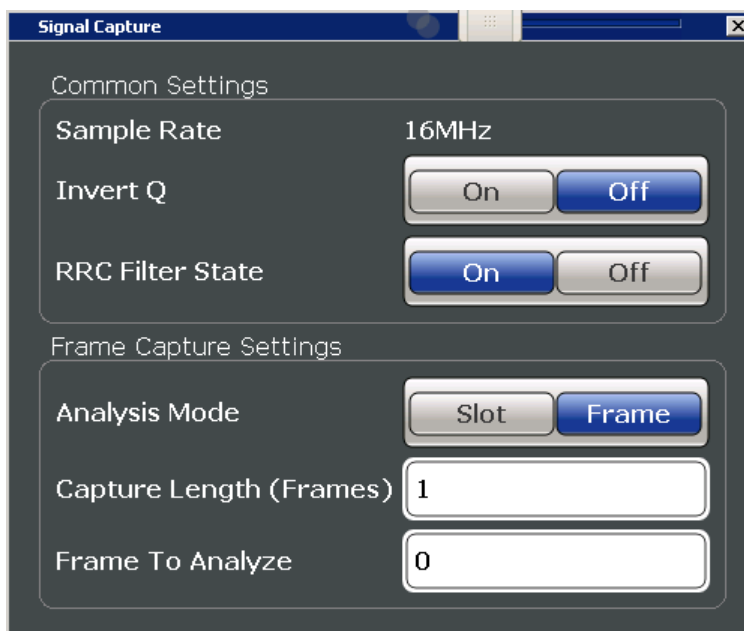 Signal Capture
Common Settings
Sample Rate 16MHz
Invert Q On Off
RRC Filter State On Off
Frame Capture Settings
Analysis Mode Slot Frame
Capture Length (Frames) 1
Frame To Analyze 0